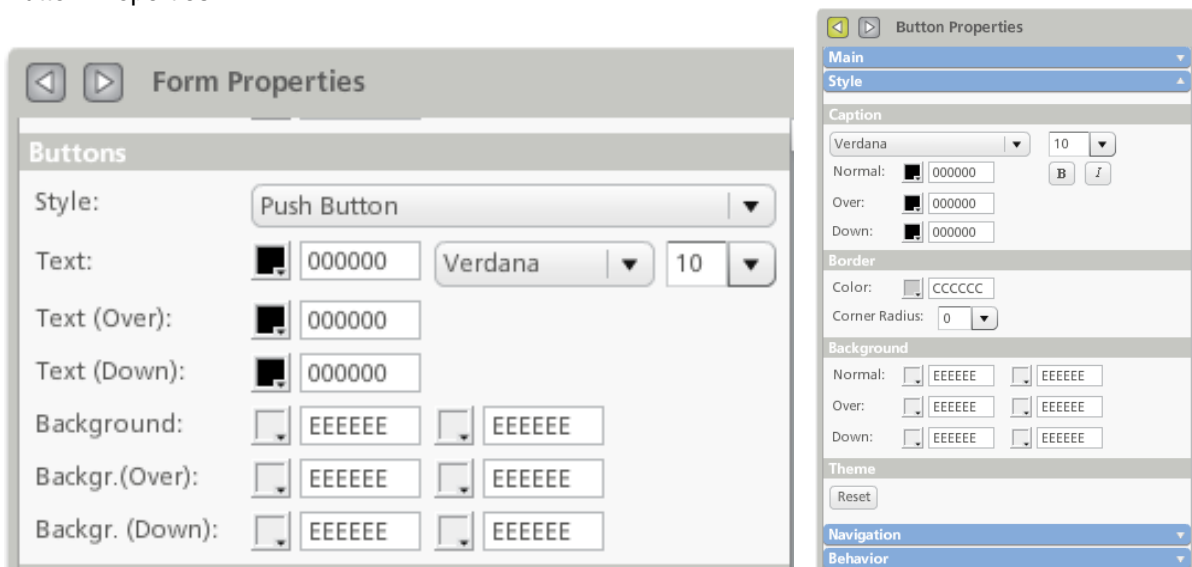 Form Properties
Buttons
Style: Push Button
Text: 000000 Verdana 10
Text (Over): 000000
Text (Down): 000000
Background: EEEEEE EEEEEE
Backgr.(Over): EEEEEE EEEEEE
Backgr. (Down): EEEEEE EEEEEE
Button Properties
Main
Style
Caption
Verdana 10
Normal: 000000 B I
Over: 000000
Down: 000000
Border
Color: CCCCCC
Corner Radius: 0
Background
Normal: EEEEEE EEEEEE
Over: EEEEEE EEEEEE
Down: EEEEEE EEEEEE
Theme
Reset
Navigation
Behavior